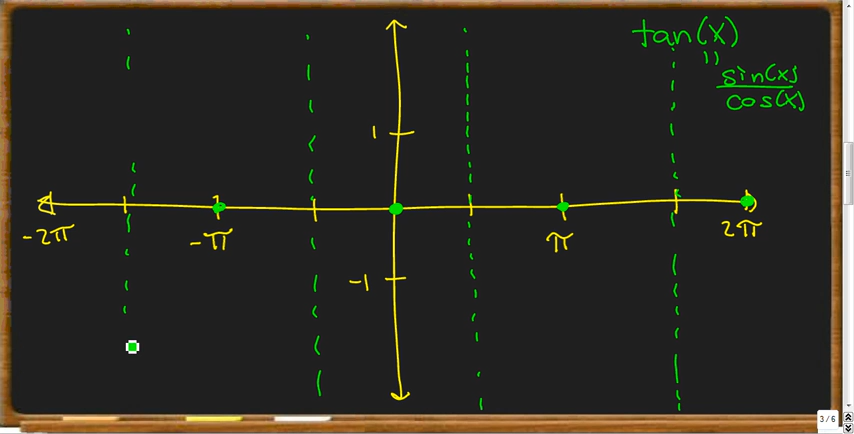 tan(x)
"
sin(x)
cos(x)
1
-2π
-π
π
2π
-1
3 / 6